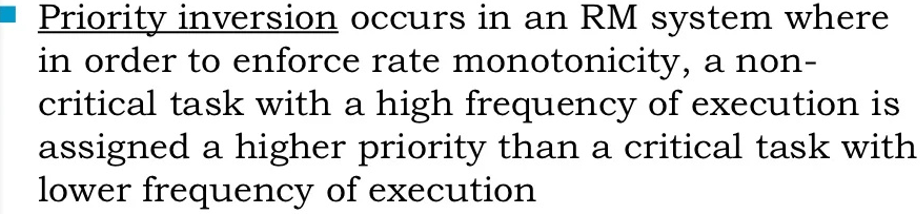 Priority inversion occurs in an RM system where
in order to enforce rate monotonicity, a non-
critical task with a high frequency of execution is
assigned a higher priority than a critical task with
lower frequency of execution